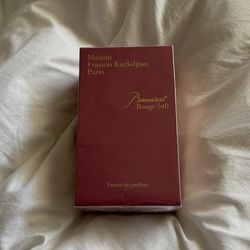 Maison
Francis Kurkdjian
Paris
Baccarat
Rouge 540
Extrait de parfum